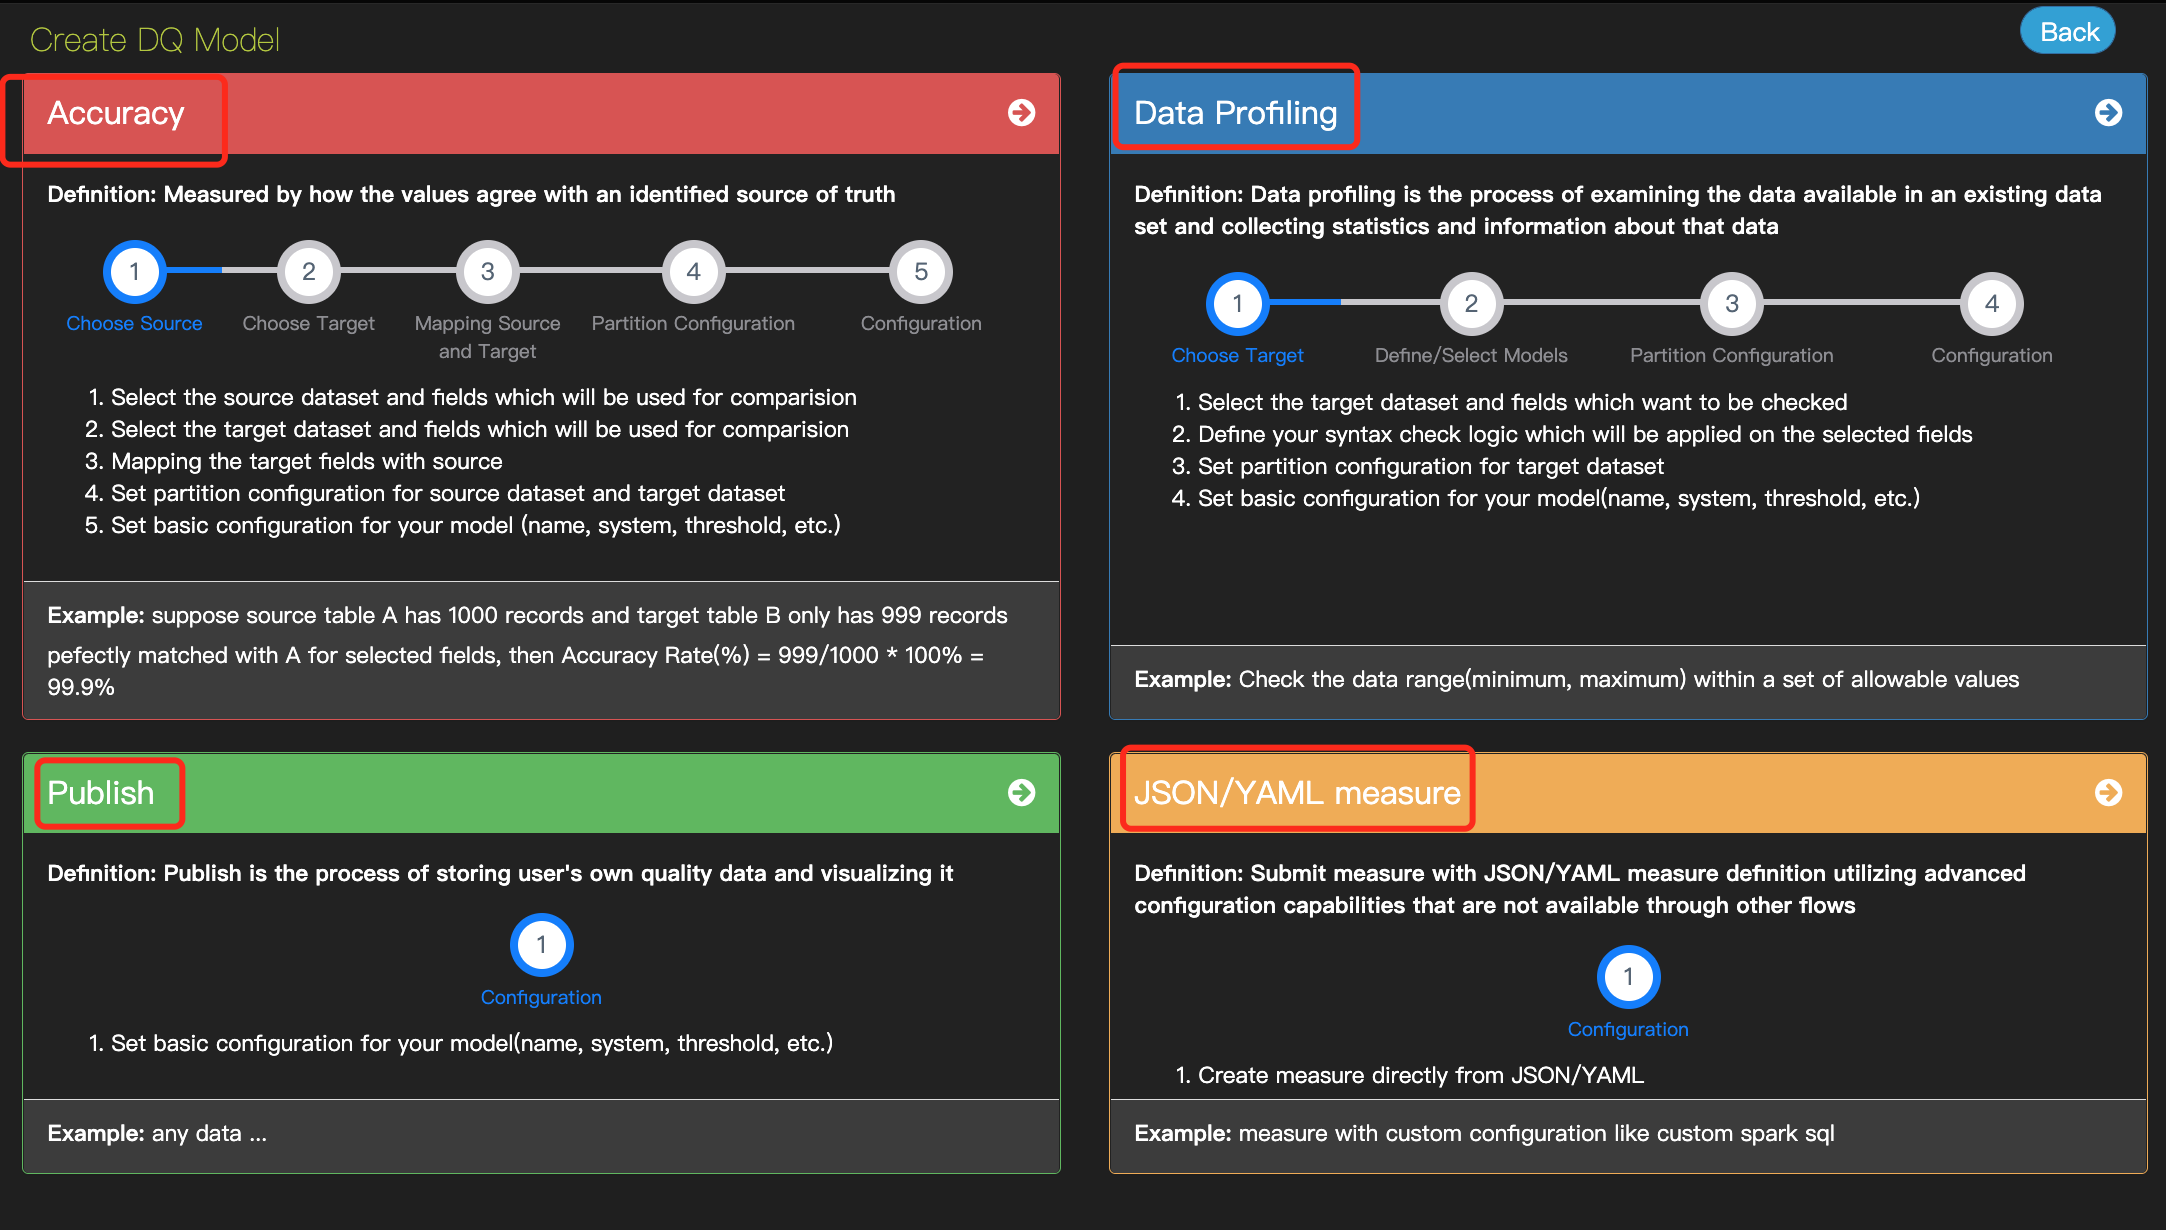 Create DQ Model
Back
Accuracy
Definition: Measured by how the values agree with an identified source of truth
1
2
3
4
5
Choose Source
Choose Target
Mapping Source
and Target
Partition Configuration
Configuration
1. Select the source dataset and fields which will be used for comparision
2. Select the target dataset and fields which will be used for comparision
3. Mapping the target fields with source
4. Set partition configuration for source dataset and target dataset
5. Set basic configuration for your model (name, system, threshold, etc.)
Example: suppose source table A has 1000 records and target table B only has 999 records
pefectly matched with A for selected fields, then Accuracy Rate(%) = 999/1000 * 100% =
99.9%
Data Profiling
Definition: Data profiling is the process of examining the data available in an existing data
set and collecting statistics and information about that data
1
2
3
4
Choose Target
Define/Select Models
Partition Configuration
Configuration
1. Select the target dataset and fields which want to be checked
2. Define your syntax check logic which will be applied on the selected fields
3. Set partition configuration for target dataset
4. Set basic configuration for your model(name, system, threshold, etc.)
Example: Check the data range(minimum, maximum) within a set of allowable values
Publish
Definition: Publish is the process of storing user's own quality data and visualizing it
1
Configuration
1. Set basic configuration for your model(name, system, threshold, etc.)
Example: any data ...
JSON/YAML measure
Definition: Submit measure with JSON/YAML measure definition utilizing advanced
configuration capabilities that are not available through other flows
1
Configuration
1. Create measure directly from JSON/YAML
Example: measure with custom configuration like custom spark sql